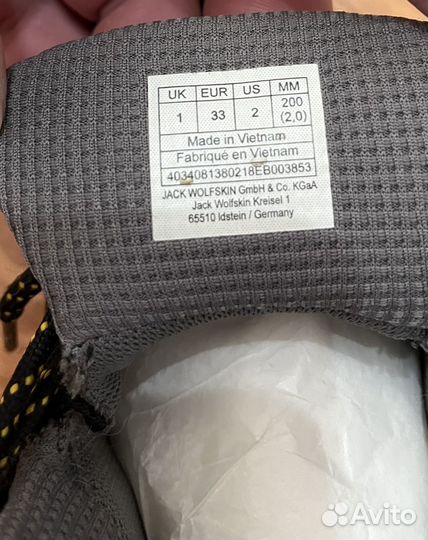 UK EUR US MM
1 33 2 200 (2,0)
Made in Vietnam
Fabriqué en Vietnam
4034081380218EB003853
JACK WOLFSKIN GmbH & Co. KGaA
Jack Wolfskin Kreisel 1
65510 Idstein / Germany
Avito